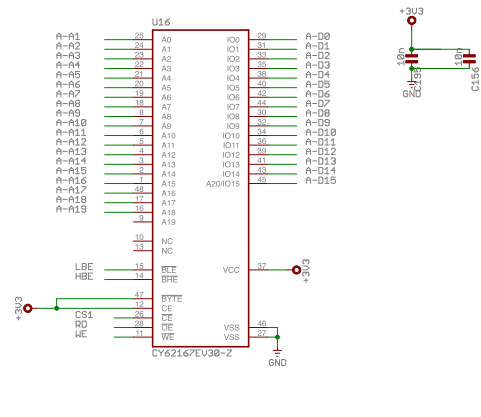 +3V3
U16
A-A1 25 A0 IO0 29 A-D0
A-A2 24 A1 IO1 31 A-D1
A-A3 23 A2 IO2 33 A-D2
A-A4 22 A3 IO3 35 A-D3
A-A5 21 A4 IO4 38 A-D4
A-A6 20 A5 IO5 40 A-D5
A-A7 19 A6 IO6 42 A-D6
A-A8 18 A7 IO7 44 A-D7
A-A9 8 A8 IO8 30 A-D8
A-A10 7 A9 IO9 32 A-D9
A-A11 6 A10 IO10 34 A-D10
A-A12 5 A11 IO11 36 A-D11
A-A13 4 A12 IO12 39 A-D12
A-A14 3 A13 IO13 41 A-D13
A-A15 2 A14 IO14 43 A-D14
A-A16 1 A15 A20/IO15 45 A-D15
A-A17 48 A16
A-A18 17 A17
A-A19 16 A18
9 A19
10 NC
13 NC
LBE 15 BLE VCC 37 +3V3
HBE 14 BHE
47 BYTE
+3V3 12 CE
CS1 26 CE
RD 28 OE VSS 46
WE 11 WE VSS 27
CY62167EV30-Z
GND
10n
10n
C195
C156
GND